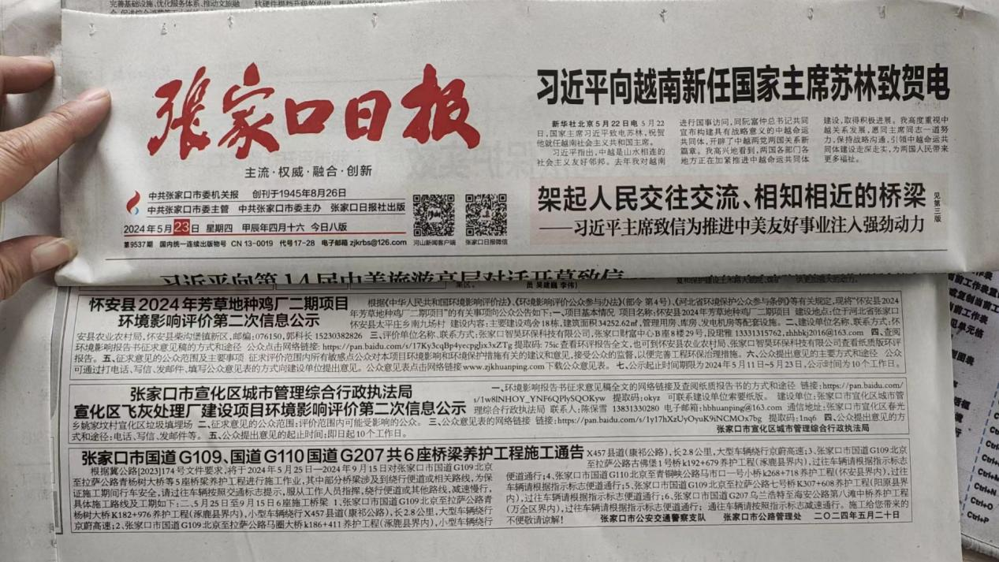 完善基础设施、优化服务体系、推动文旅融
张家口日报
主流·权威·融合·创新
中共张家口市委机关报 创刊于1945年8月26日
中共张家口市委主管 中共张家口市委主办 张家口日报社出版
2024年5月23日 星期四 甲辰年四月十六 今日八版
第9537期 国内统一连续出版物号 CN 13-0019 代号17-28 电子邮箱 zjkrbs@126.com
河山新闻客户端 张家口日报微信
习近平向越南新任国家主席苏林致贺电
新华社北京5月22日电 5月22
日,国家主席习近平致电苏林,祝贺
他就任越南社会主义共和国主席。
习近平指出,中越是山水相连的
社会主义友好邻邦。去年我对越南
进行国事访问,同阮富仲总书记共同
宣布构建具有战略意义的中越命运
共同体,开辟了中越两党两国关系新
篇章。我高兴地看到,两国各部门各
地方正在加紧推进中越命运共同体
建设,取得积极进展。我高度重视中
越关系发展,愿同主席同志一道努
力,保持战略沟通,引领中越命运共
同体建设走深走实,为两国人民带来
更多福祉。
架起人民交往交流、相知相近的桥梁
——习近平主席致信为推进中美友好事业注入强劲动力
见第三版
习近平向第14届中美旅游高层对话开幕致信
怀安县2024年芳草地种鸡厂二期项目
环境影响评价第二次信息公示
根据《中华人民共和国环境影响评价法》、《环境影响评价公众参与办法》(部令 第4号)、《河北省环境保护公众参与条例》等有关规定,现将“怀安县2024
年芳草地种鸡厂二期项目”的有关事项向公众公告如下:一、项目基本情况 项目名称:怀安县2024年芳草地种鸡厂二期项目 建设地点:位于河北省张家口
怀安县太平庄乡南九场村 建设内容:主要建设鸡舍18栋,建筑面积34252.62㎡,管理用房、库房、发电机房等配套设施。二、建设单位名称、联系方式:怀
安县农业农村局,怀安县柴沟堡镇新区,邮编:076150,郭科长 15230382826 三、评价单位名称、联系方式:张家口智昊环保科技有限公司,张家口财富中心B座8楼29号,段珺雅 13331315762,zhhbkj2016@163.com 四、查阅
环境影响报告书征求意见稿的方式和途径 公众点击网络链接:https://pan.baidu.com/s/17Ky3cqBp4yecpgJix3xZTg 提取码:75ic 查看环评报告全文,也可到怀安县农业农村局、张家口智昊环保科技有限公司查看纸质版环评
报告。五、征求意见的公众范围及主要事项 征求评价范围内所有敏感点公众对本项目环境影响和环境保护措施有关的建议和意见,接受公众的监督,以便完善工程环保治理措施。六、公众提出意见的主要方式和途径 公众
可通过打电话、写信、发邮件、填写公众意见表的方式向建设单位提出意见。公众意见表点击网络链接 www.zjkhuanping.com 下载公众意见表。七、公示起止时间期限为2024年5月11日~5月23日,公示时间为10个工作日。
张家口市宣化区城市管理综合行政执法局
宣化区飞灰处理厂建设项目环境影响评价第二次信息公示
一、环境影响报告书征求意见稿全文的网络链接及查阅纸质报告书的方式和途径 链接:https://pan.baidu.com/
s/1w8lNHOY_YNF6QPlySQOKyw 提取码:okyz 可联系建设单位索要纸版。 建设单位:张家口市宣化区城市管
理综合行政执法局 联系人:陈保雪 13831330280 电子邮箱:hbhuanping@163.com 通信地址:张家口市宣化区春光
乡姚家坟村宣化区垃圾填埋场 二、征求意见的公众范围:评价范围内可能受影响的公众。 三、公众意见表的网络链接 链接:https://pan.baidu.com/s/1y17hXzUyOyuK9iNCMOx7bg 提取码:1nq6 四、公众提出意见的方
式和途径:电话、写信、发邮件等。 五、公众提出意见的起止时间:即日起10个工作日。
张家口市宣化区城市管理综合行政执法局
张家口市国道G109、国道G110国道G207共6座桥梁养护工程施工通告
根据冀公路[2023]174号文件要求,将于2024年5月25日—2024年9月15日对张家口市国道G109北京
至拉萨公路青杨树大桥等5座桥梁养护工程进行施工作业,其中部分桥梁涉及到绕行便道或相关路线,为保
证施工期间行车安全,请过往车辆按照交通标志提示,服从工作人员指挥,绕行便道或其他路线,减速慢行,
具体施工路线及工期如下:二、5月25日至9月15日6座施工桥梁 1、张家口市国道G109北京至拉萨公路青
杨树大桥K182+976养护工程(涿鹿县界内),小型车辆绕行X457县道(康祁公路),长2.8公里,大型车辆绕行
京蔚高速;2、张家口市国道G109北京至拉萨公路马圈大桥k186+411养护工程(涿鹿县界内),小型车辆绕行
X457县道(康祁公路),长2.8公里,大型车辆绕行京蔚高速;3、张家口市国道G109北京
至拉萨公路古佛堡1号桥k192+679养护工程(涿鹿县界内),过往车辆请根据指示标志
便道通行;4、张家口市国道G110北京至青铜峡公路马市口一号小桥k268+718养护工程(怀安县界内),过往
车辆请根据指示标志便道通行;5、张家口市国道G109北京至拉萨公路七号桥K307+608养护工程(阳原县界
内),过往车辆请根据指示标志便道通行;6、张家口市国道G207乌兰浩特至海安公路第八滩中桥养护工程
(万全区界内),过往车辆请根据指示标志便道通行;通往车辆请按照指示标志减速通行。施工给您带来的
不便敬请谅解!
张家口市公安交通警察支队 张家口市公路管理处 二〇二四年五月二十日
Ctrl+N
Ctrl+O
Ctrl+P